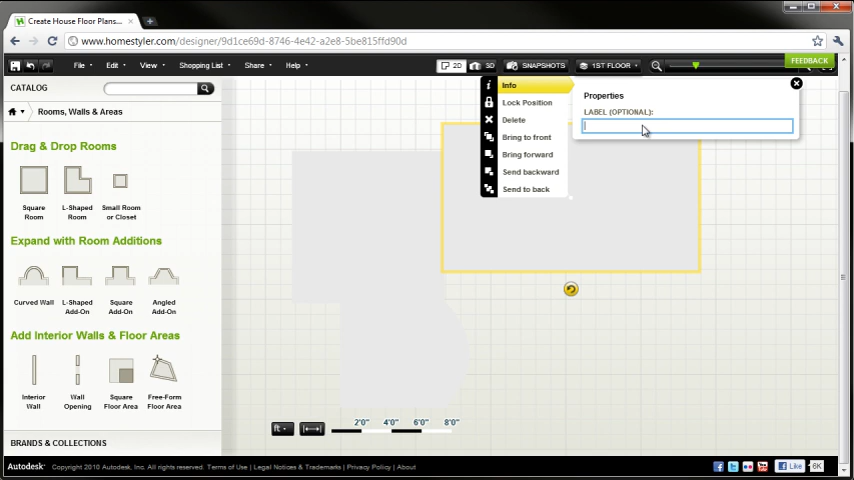 Create House Floor Plans...
www.homestyler.com/designer/9d1ce69d-8746-4e42-a2e8-5be815ffd90d
File Edit View Shopping List Share Help 2D 3D SNAPSHOTS 1ST FLOOR FEEDBACK
CATALOG
Rooms, Walls & Areas
Drag & Drop Rooms
Square Room
L-Shaped Room
Small Room or Closet
Expand with Room Additions
Curved Wall
L-Shaped Add-On
Square Add-On
Angled Add-On
Add Interior Walls & Floor Areas
Interior Wall
Wall Opening
Square Floor Area
Free-Form Floor Area
BRANDS & COLLECTIONS
Info
Lock Position
Delete
Bring to front
Bring forward
Send backward
Send to back
Properties
LABEL (OPTIONAL):
ft
2'0" 4'0" 6'0" 8'0"
Autodesk Copyright 2010 Autodesk, Inc. All rights reserved. Terms of Use | Legal Notices & Trademarks | Privacy Policy | About
Like 6K